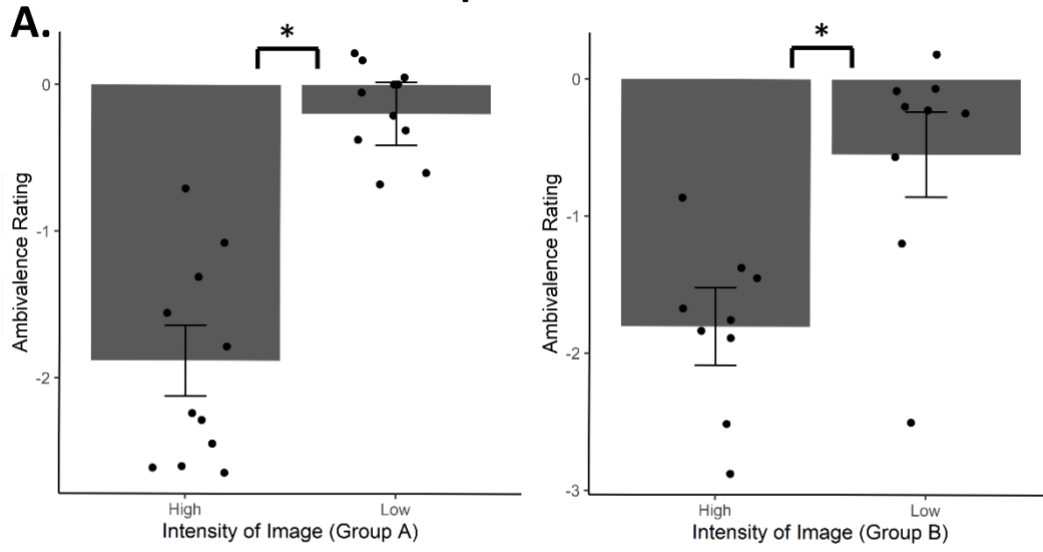 A.
*
0
-1
-2
Ambivalence Rating
High
Low
Intensity of Image (Group A)
*
0
-1
-2
-3
Ambivalence Rating
High
Low
Intensity of Image (Group B)